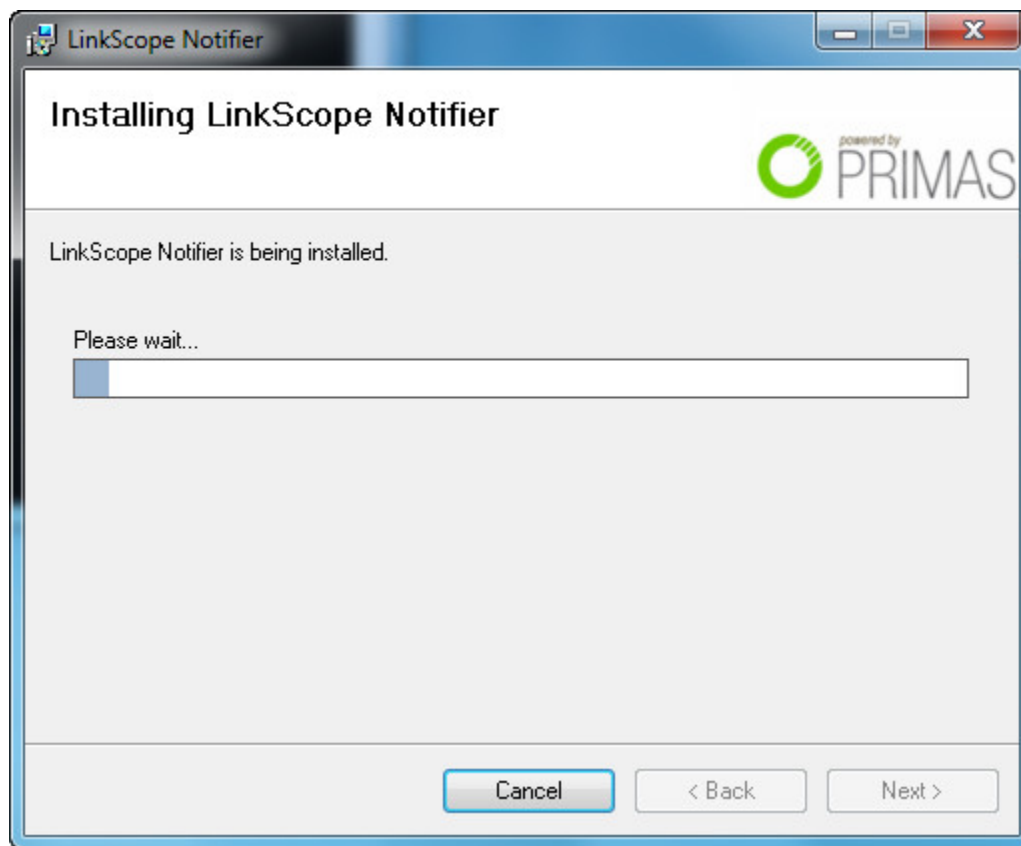 LinkScope Notifier
Installing LinkScope Notifier
powered by
PRIMAS
LinkScope Notifier is being installed.
Please wait...
Cancel
< Back
Next >